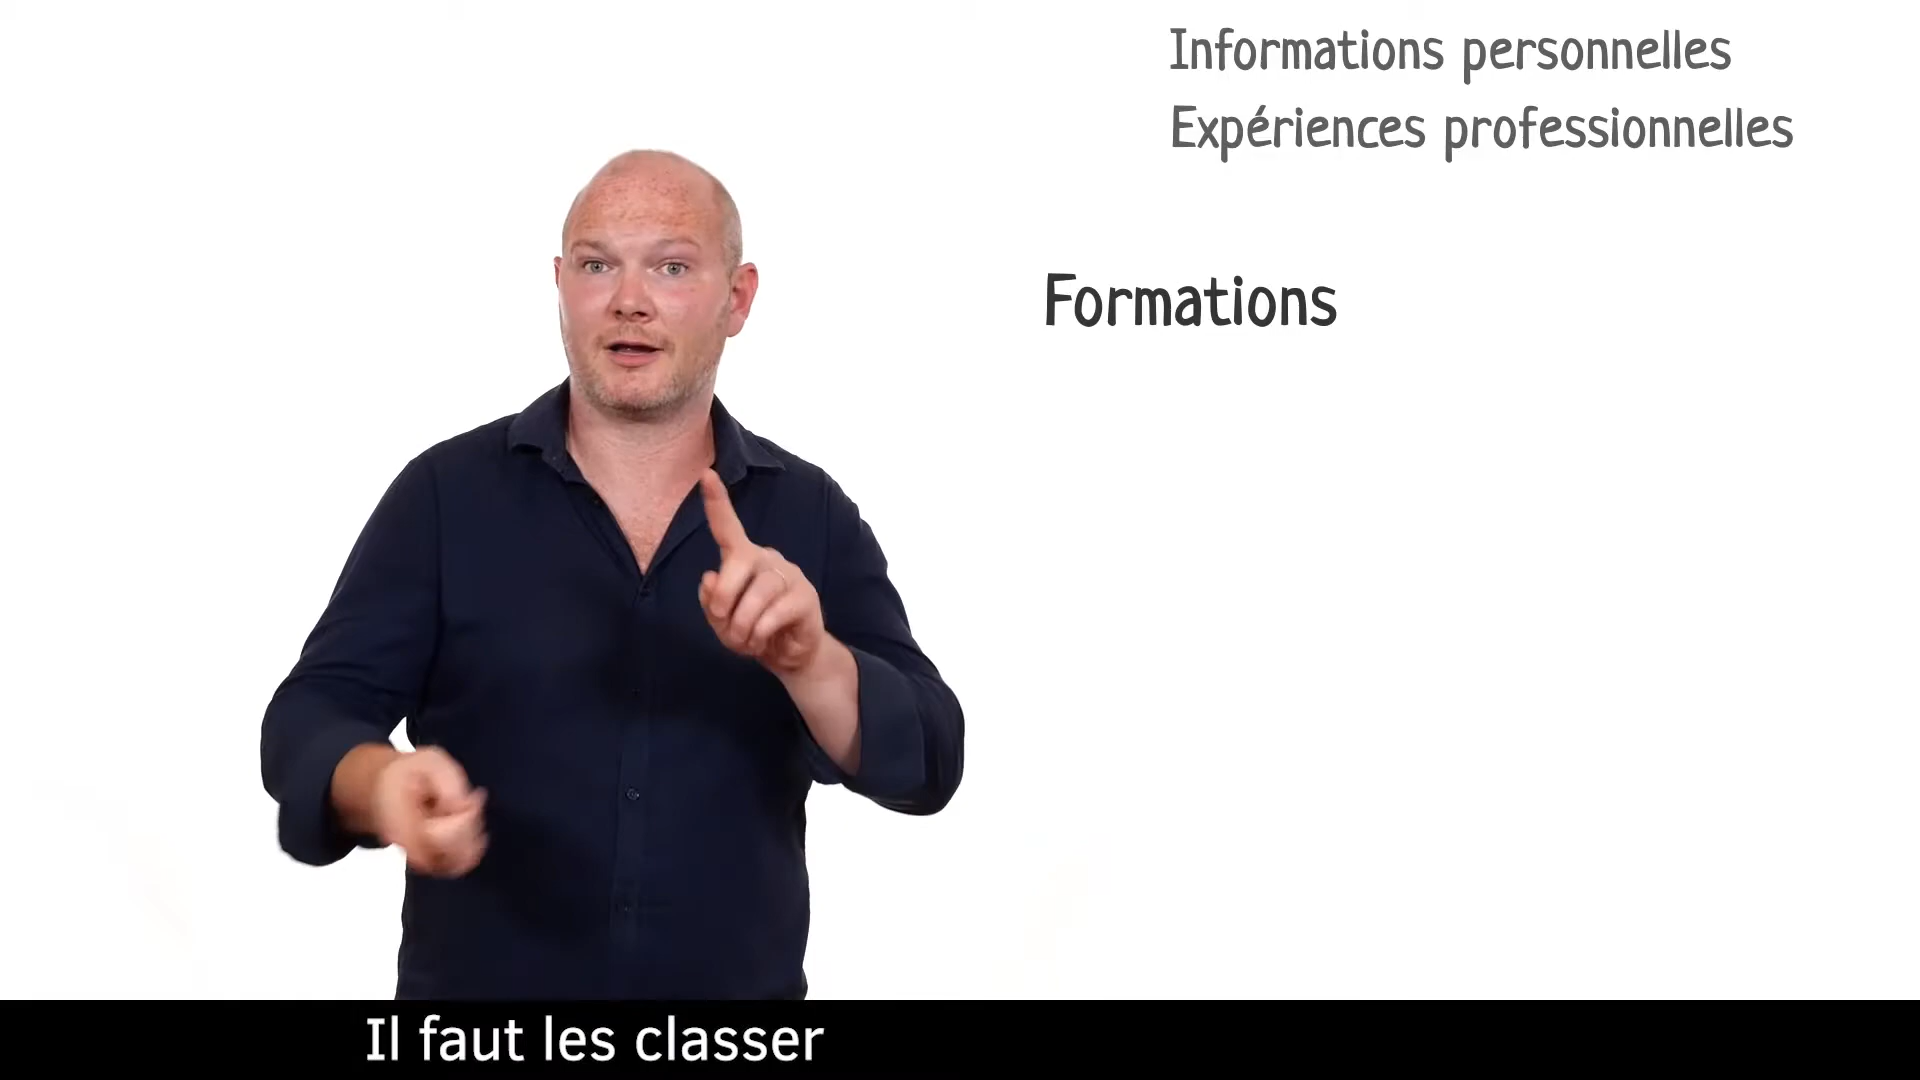 Informations personnelles
Expériences professionnelles
Formations
Il faut les classer